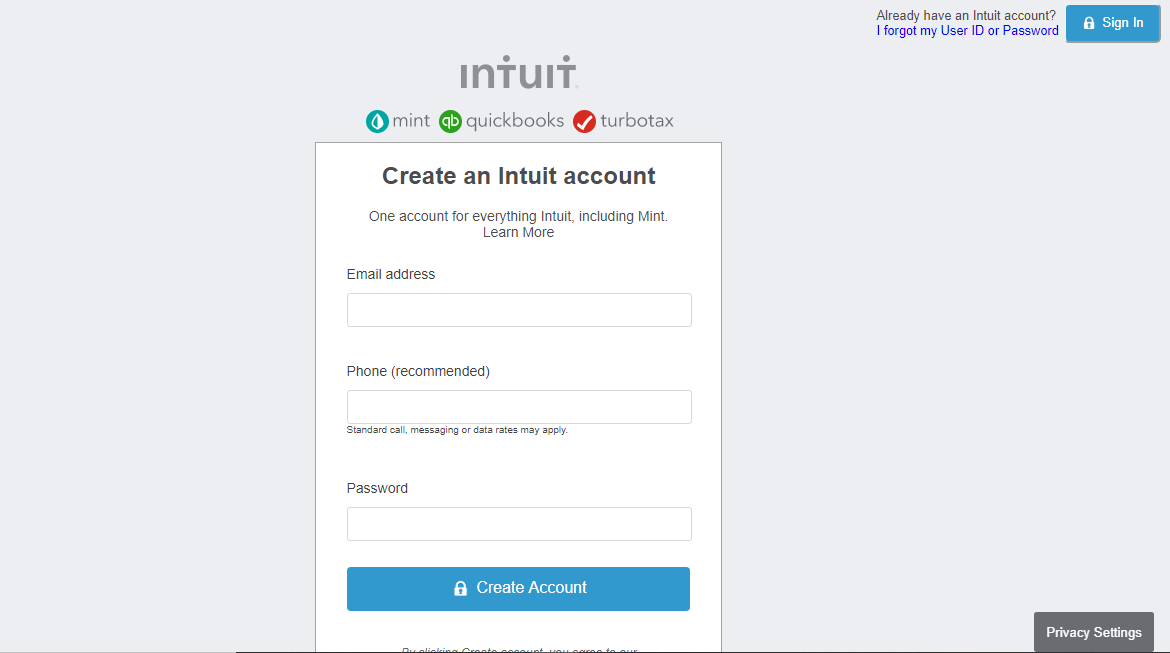 Already have an Intuit account?
I forgot my User ID or Password
Sign In
intuit
mint quickbooks turbotax
Create an Intuit account
One account for everything Intuit, including Mint.
Learn More
Email address
Phone (recommended)
Standard call, messaging or data rates may apply.
Password
Create Account
By clicking Create account, you agree to our
Privacy Settings